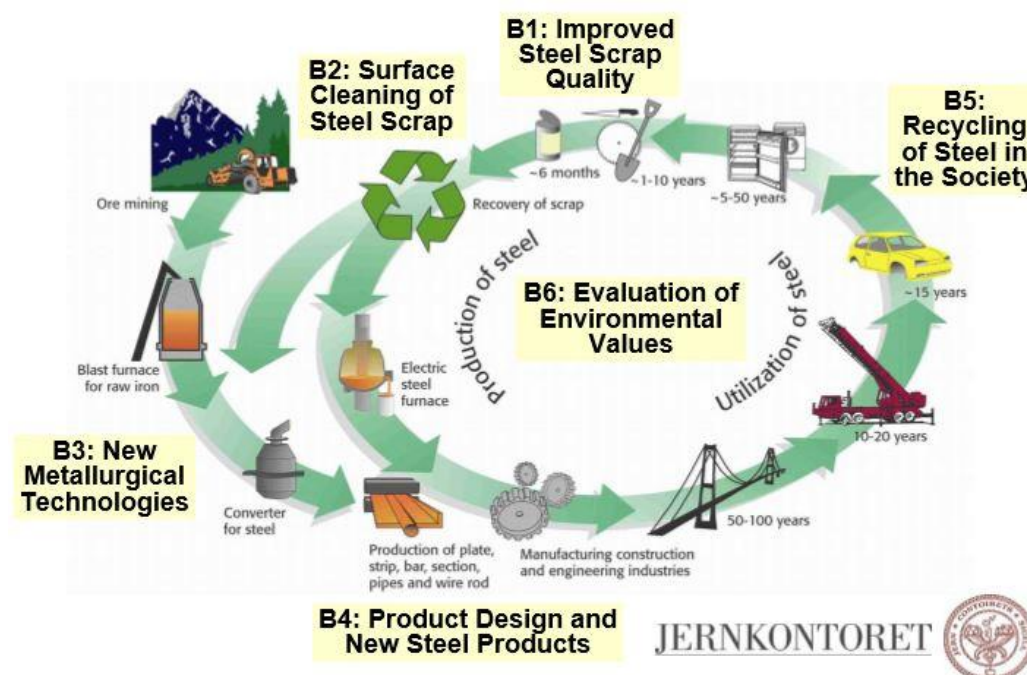 B1: Improved
Steel Scrap
Quality
B2: Surface
Cleaning of
Steel Scrap
B5:
Recycling
of Steel in
the Society
~6 months
~1-10 years
~5-50 years
Ore mining
Recovery of scrap
Production of steel
Utilization of steel
B6: Evaluation of
Environmental
Values
~15 years
Blast furnace
for raw iron
Electric
steel
furnace
10-20 years
B3: New
Metallurgical
Technologies
Converter
for steel
50-100 years
Production of plate,
strip, bar, section,
pipes and wire rod
Manufacturing construction
and engineering industries
B4: Product Design and
New Steel Products
JERNKONTORET